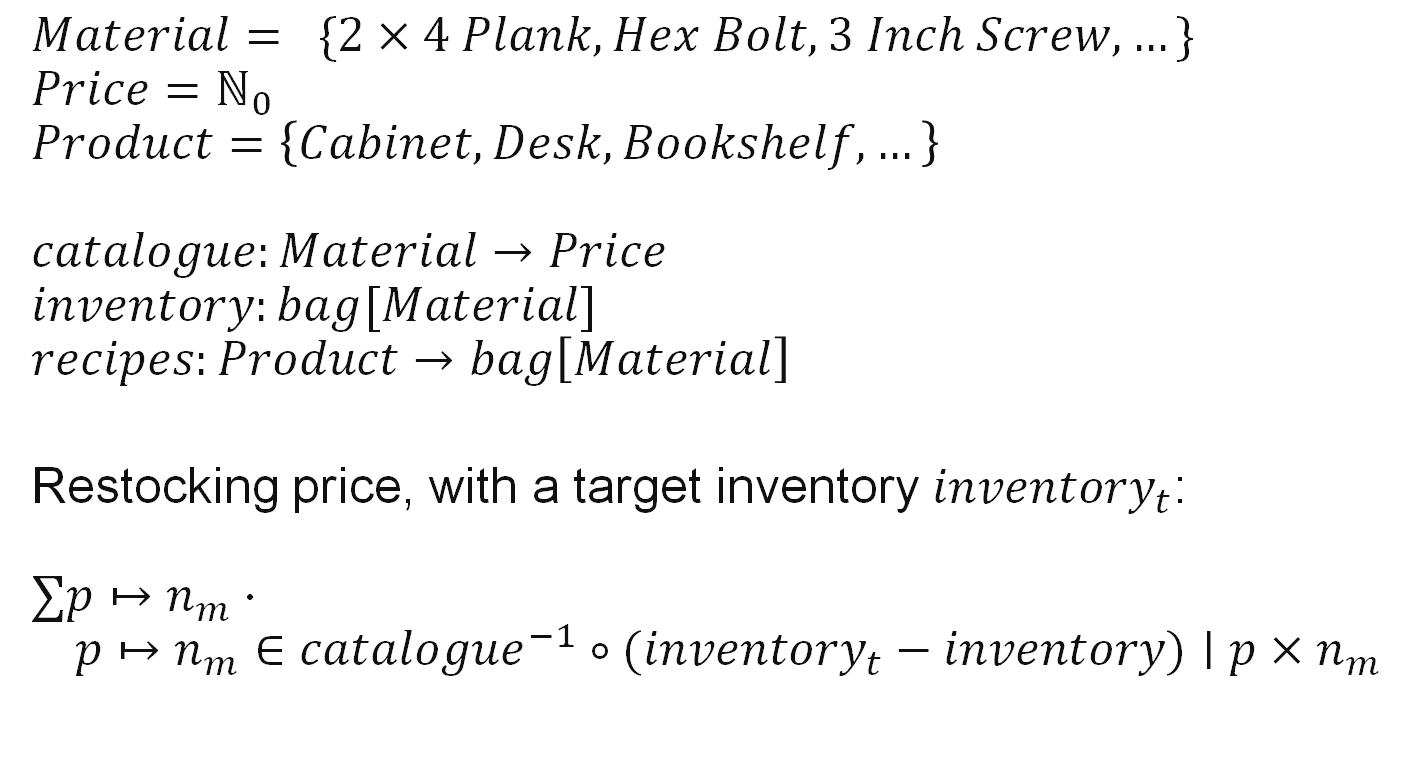 Material = {2 × 4 Plank, Hex Bolt, 3 Inch Screw, … }
Price = ℕ₀
Product = {Cabinet, Desk, Bookshelf, … }
catalogue: Material → Price
inventory: bag[Material]
recipes: Product → bag[Material]
Restocking price, with a target inventory inventoryₜ:
∑p ↦ nₘ ·
p ↦ nₘ ∈ catalogue⁻¹ ∘ (inventoryₜ − inventory) ∣ p × nₘ